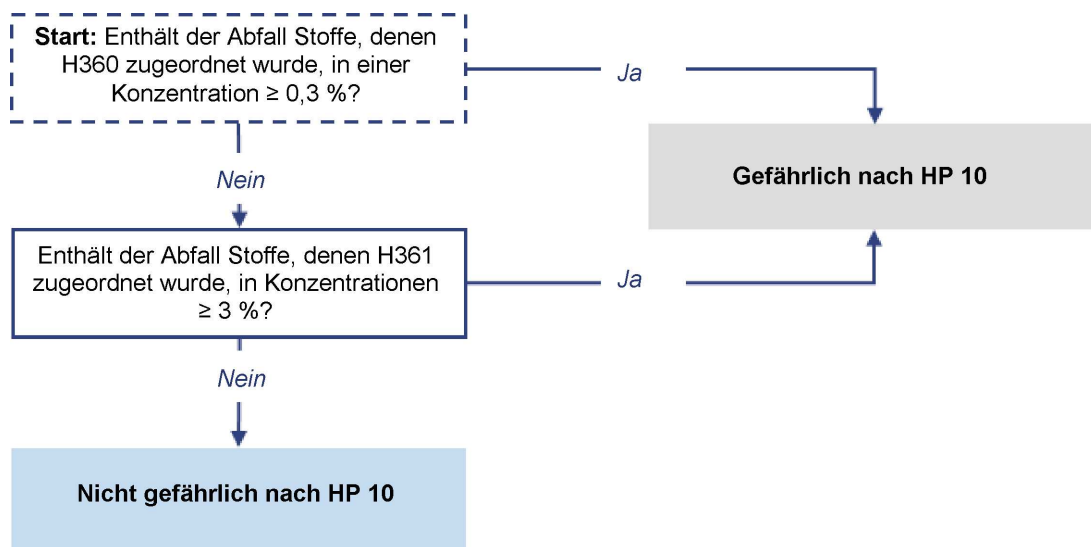 Start: Enthält der Abfall Stoffe, denen
H360 zugeordnet wurde, in einer
Konzentration ≥ 0,3 %?
Ja
Gefährlich nach HP 10
Nein
Enthält der Abfall Stoffe, denen H361
zugeordnet wurde, in Konzentrationen
≥ 3 %?
Ja
Nein
Nicht gefährlich nach HP 10